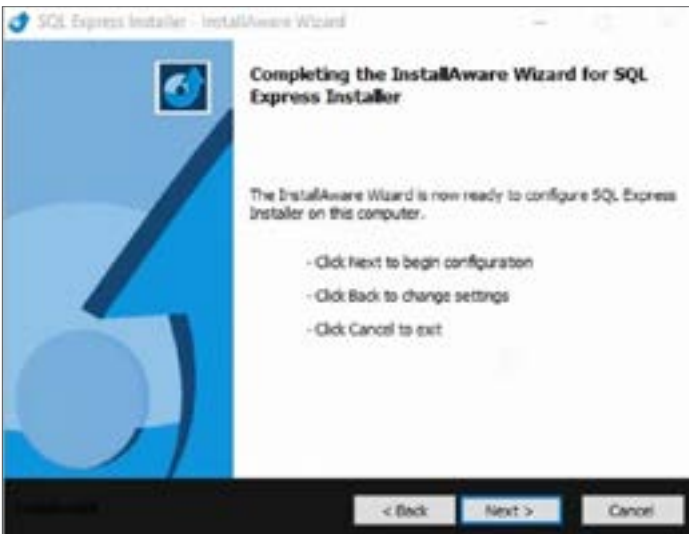 SQL Express Installer - InstallAware Wizard
Completing the InstallAware Wizard for SQL
Express Installer
The InstallAware Wizard is now ready to configure SQL Express
Installer on this computer.
- Click Next to begin configuration
- Click Back to change settings
- Click Cancel to exit
< Back
Next >
Cancel